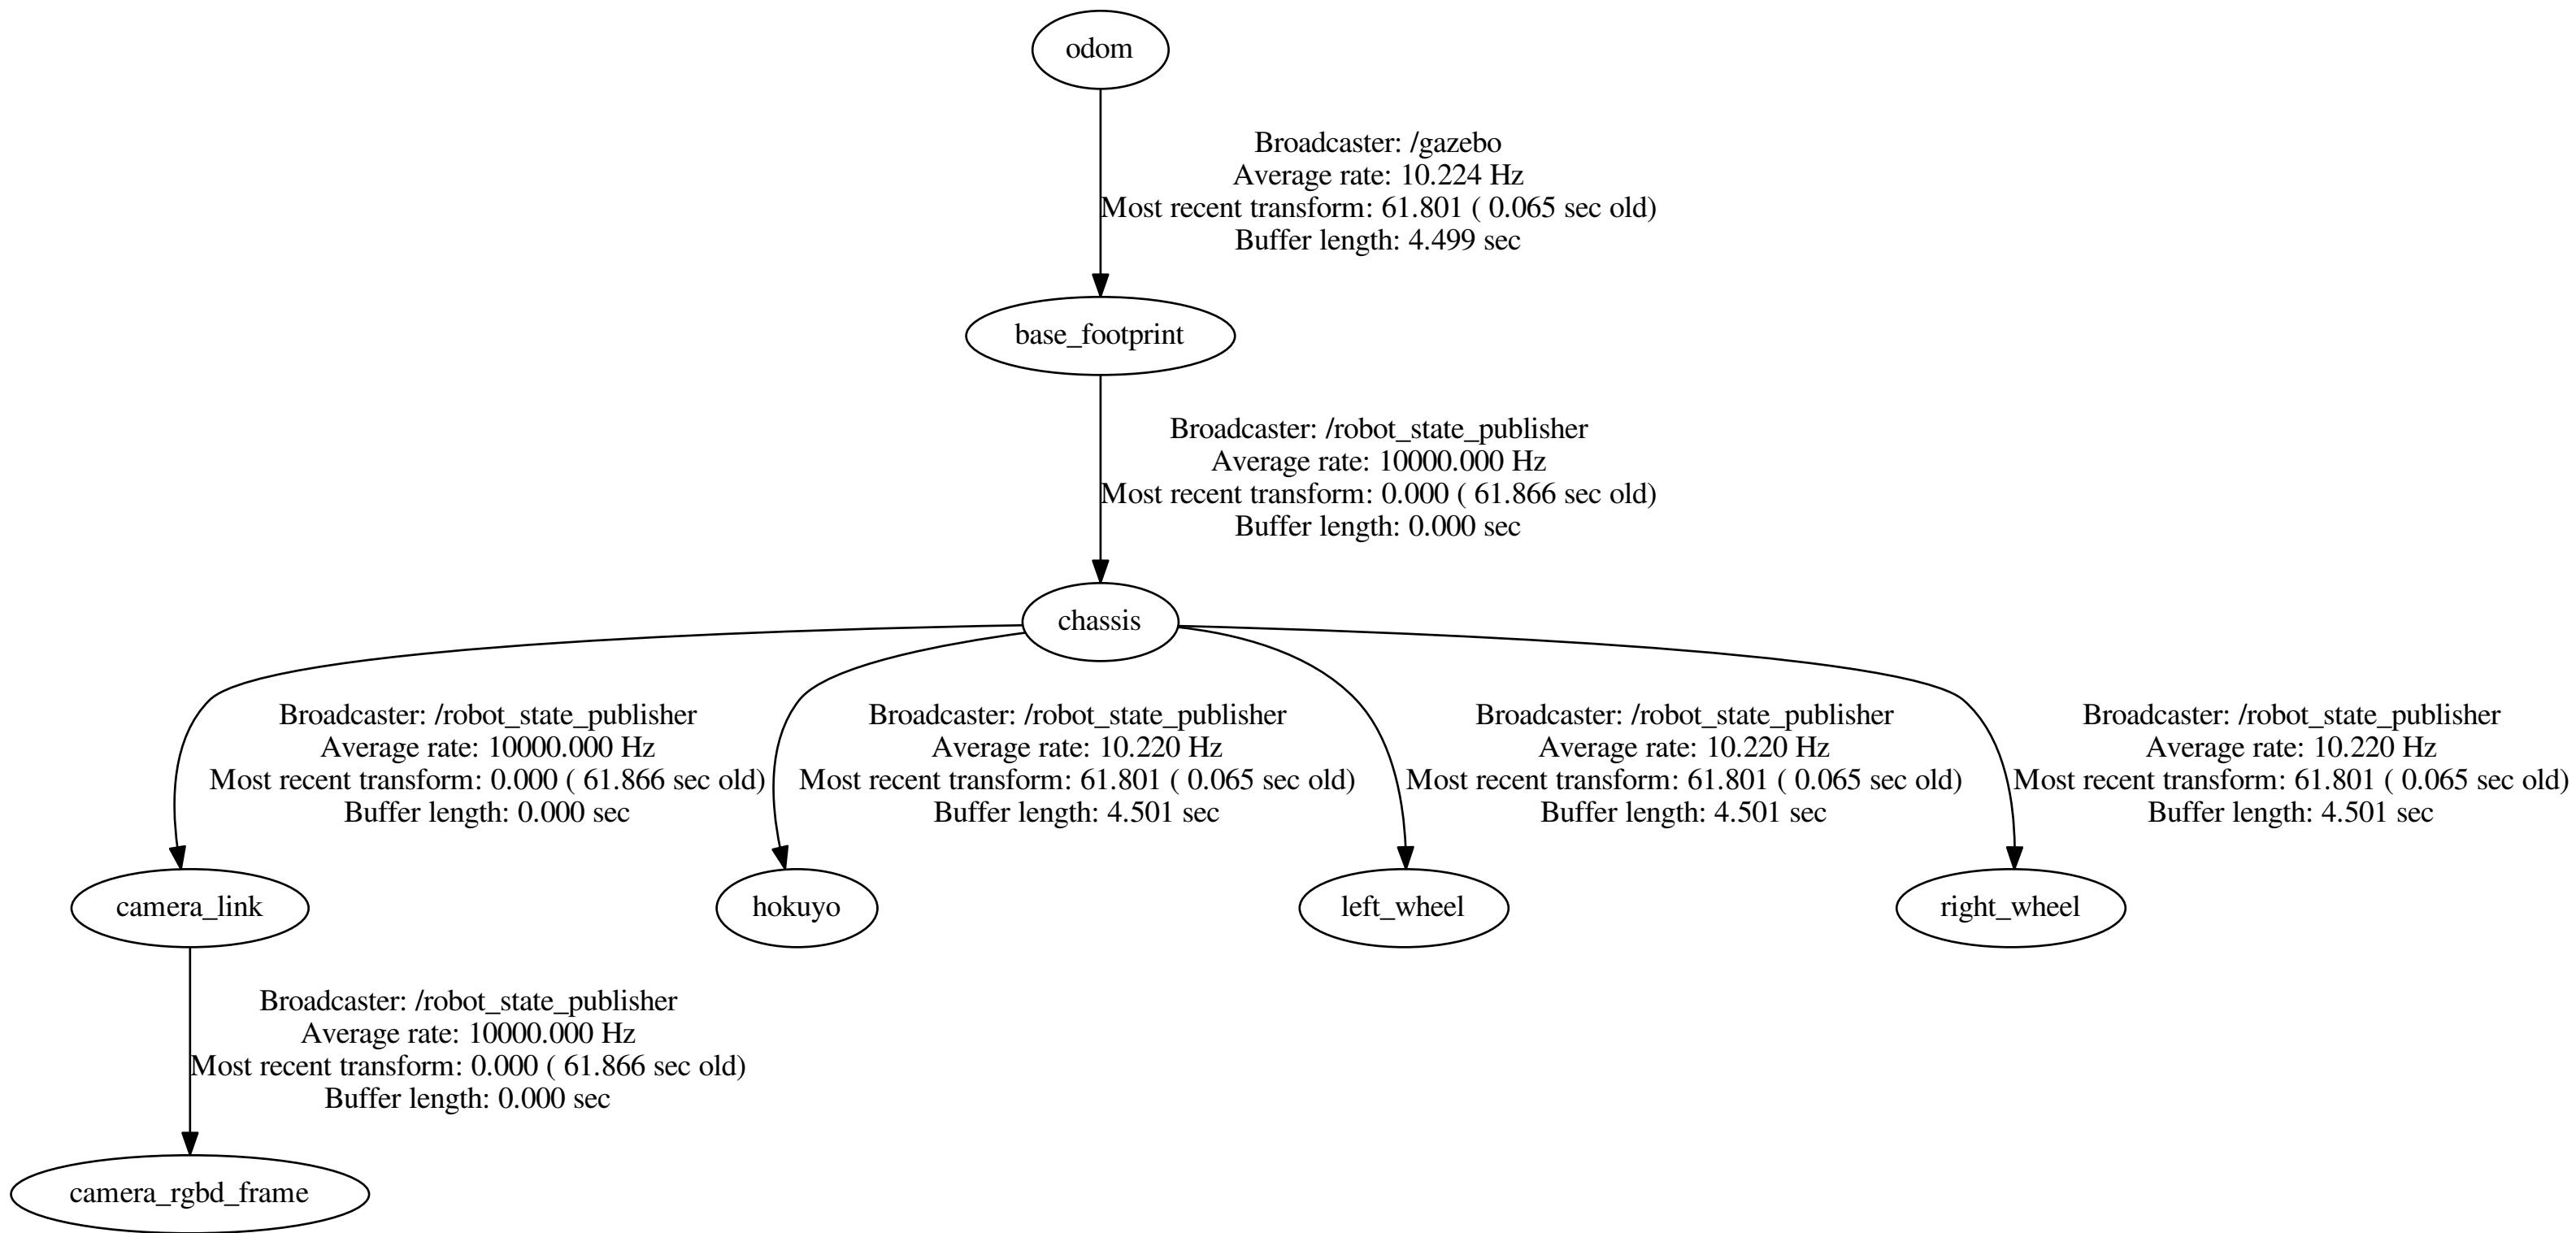 odom
Broadcaster: /gazebo
Average rate: 10.224 Hz
Most recent transform: 61.801 ( 0.065 sec old)
Buffer length: 4.499 sec
base_footprint
Broadcaster: /robot_state_publisher
Average rate: 10000.000 Hz
Most recent transform: 0.000 ( 61.866 sec old)
Buffer length: 0.000 sec
chassis
Broadcaster: /robot_state_publisher
Average rate: 10000.000 Hz
Most recent transform: 0.000 ( 61.866 sec old)
Buffer length: 0.000 sec
Broadcaster: /robot_state_publisher
Average rate: 10.220 Hz
Most recent transform: 61.801 ( 0.065 sec old)
Buffer length: 4.501 sec
Broadcaster: /robot_state_publisher
Average rate: 10.220 Hz
Most recent transform: 61.801 ( 0.065 sec old)
Buffer length: 4.501 sec
Broadcaster: /robot_state_publisher
Average rate: 10.220 Hz
Most recent transform: 61.801 ( 0.065 sec old)
Buffer length: 4.501 sec
camera_link
hokuyo
left_wheel
right_wheel
Broadcaster: /robot_state_publisher
Average rate: 10000.000 Hz
Most recent transform: 0.000 ( 61.866 sec old)
Buffer length: 0.000 sec
camera_rgbd_frame